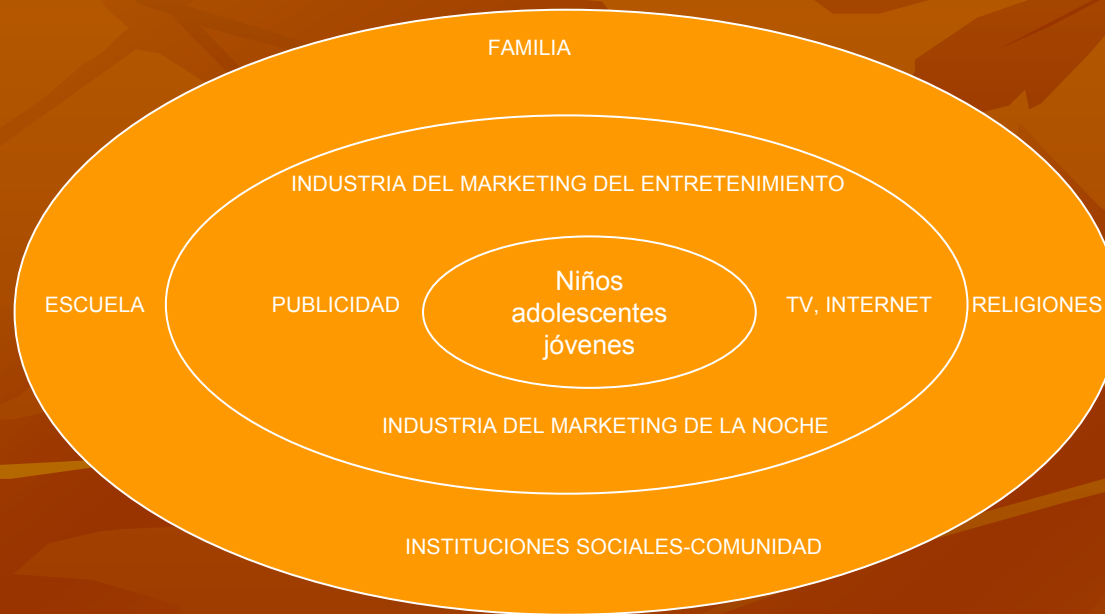 FAMILIA
INDUSTRIA DEL MARKETING DEL ENTRETENIMIENTO
ESCUELA
PUBLICIDAD
Niños
adolescentes
jóvenes
TV, INTERNET
RELIGIONES
INDUSTRIA DEL MARKETING DE LA NOCHE
INSTITUCIONES SOCIALES-COMUNIDAD